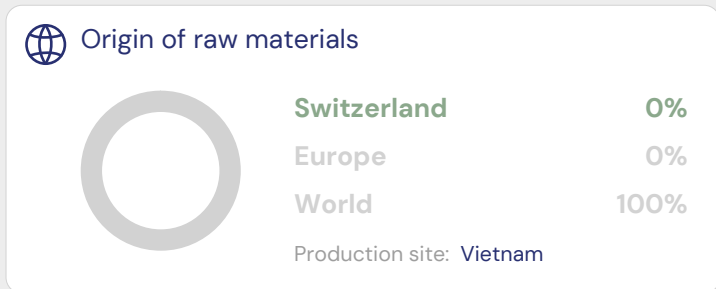 Origin of raw materials
Switzerland 0%
Europe 0%
World 100%
Production site: Vietnam